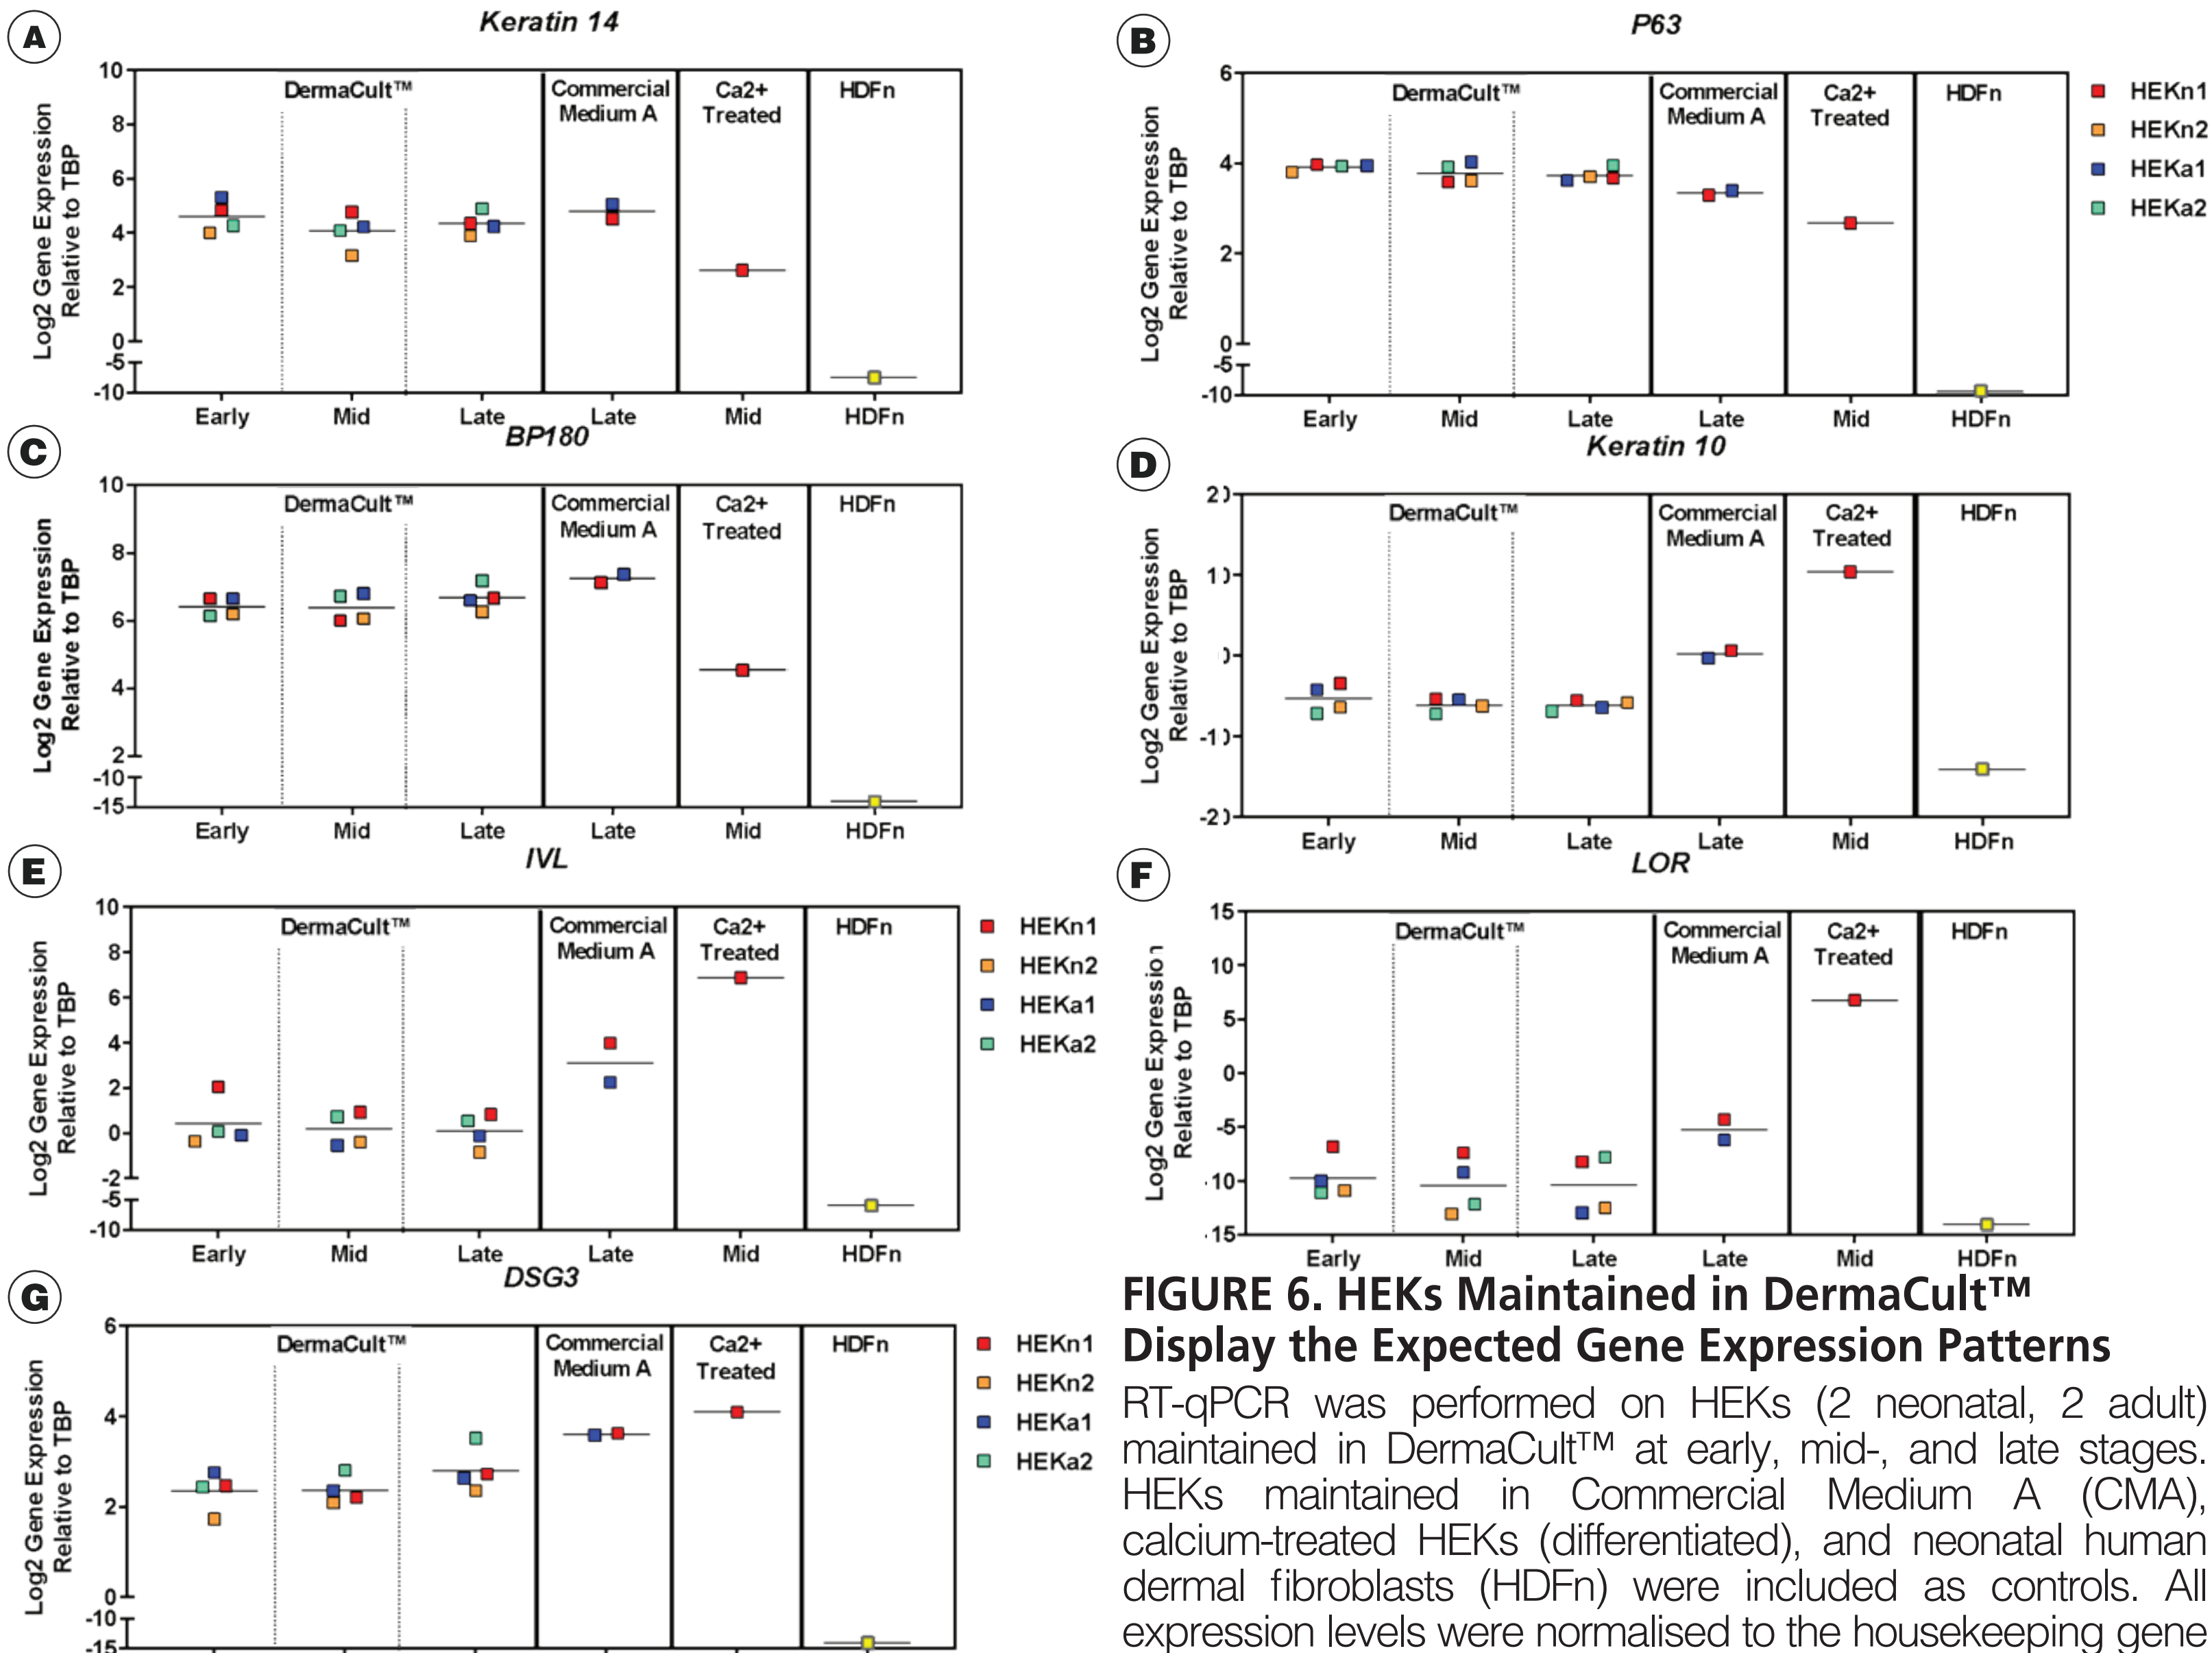 A
Keratin 14
Log2 Gene Expression
Relative to TBP
10
8
6
4
2
0
-5
-10
DermaCult™
Commercial
Medium A
Ca2+
Treated
HDFn
Early
Mid
Late
Late
Mid
HDFn
B
P63
Log2 Gene Expression
Relative to TBP
6
4
2
0
-5
-10
DermaCult™
Commercial
Medium A
Ca2+
Treated
HDFn
Early
Mid
Late
Late
Mid
HDFn
HEKn1
HEKn2
HEKa1
HEKa2
C
BP180
Log2 Gene Expression
Relative to TBP
10
8
6
4
2
-10
-15
DermaCult™
Commercial
Medium A
Ca2+
Treated
HDFn
Early
Mid
Late
Late
Mid
HDFn
D
Keratin 10
Log2 Gene Expression
Relative to TBP
20
10
0
-10
-20
DermaCult™
Commercial
Medium A
Ca2+
Treated
HDFn
Early
Mid
Late
Late
Mid
HDFn
E
IVL
Log2 Gene Expression
Relative to TBP
10
8
6
4
2
0
-2
-5
-10
DermaCult™
Commercial
Medium A
Ca2+
Treated
HDFn
Early
Mid
Late
Late
Mid
HDFn
HEKn1
HEKn2
HEKa1
HEKa2
F
LOR
Log2 Gene Expression
Relative to TBP
15
10
5
0
-5
-10
-15
DermaCult™
Commercial
Medium A
Ca2+
Treated
HDFn
Early
Mid
Late
Late
Mid
HDFn
G
DSG3
Log2 Gene Expression
Relative to TBP
6
4
2
0
-10
-15
DermaCult™
Commercial
Medium A
Ca2+
Treated
HDFn
HEKn1
HEKn2
HEKa1
HEKa2
FIGURE 6. HEKs Maintained in DermaCult™
Display the Expected Gene Expression Patterns
RT-qPCR was performed on HEKs (2 neonatal, 2 adult)
maintained in DermaCult™ at early, mid-, and late stages.
HEKs maintained in Commercial Medium A (CMA),
calcium-treated HEKs (differentiated), and neonatal human
dermal fibroblasts (HDFn) were included as controls. All
expression levels were normalised to the housekeeping gene